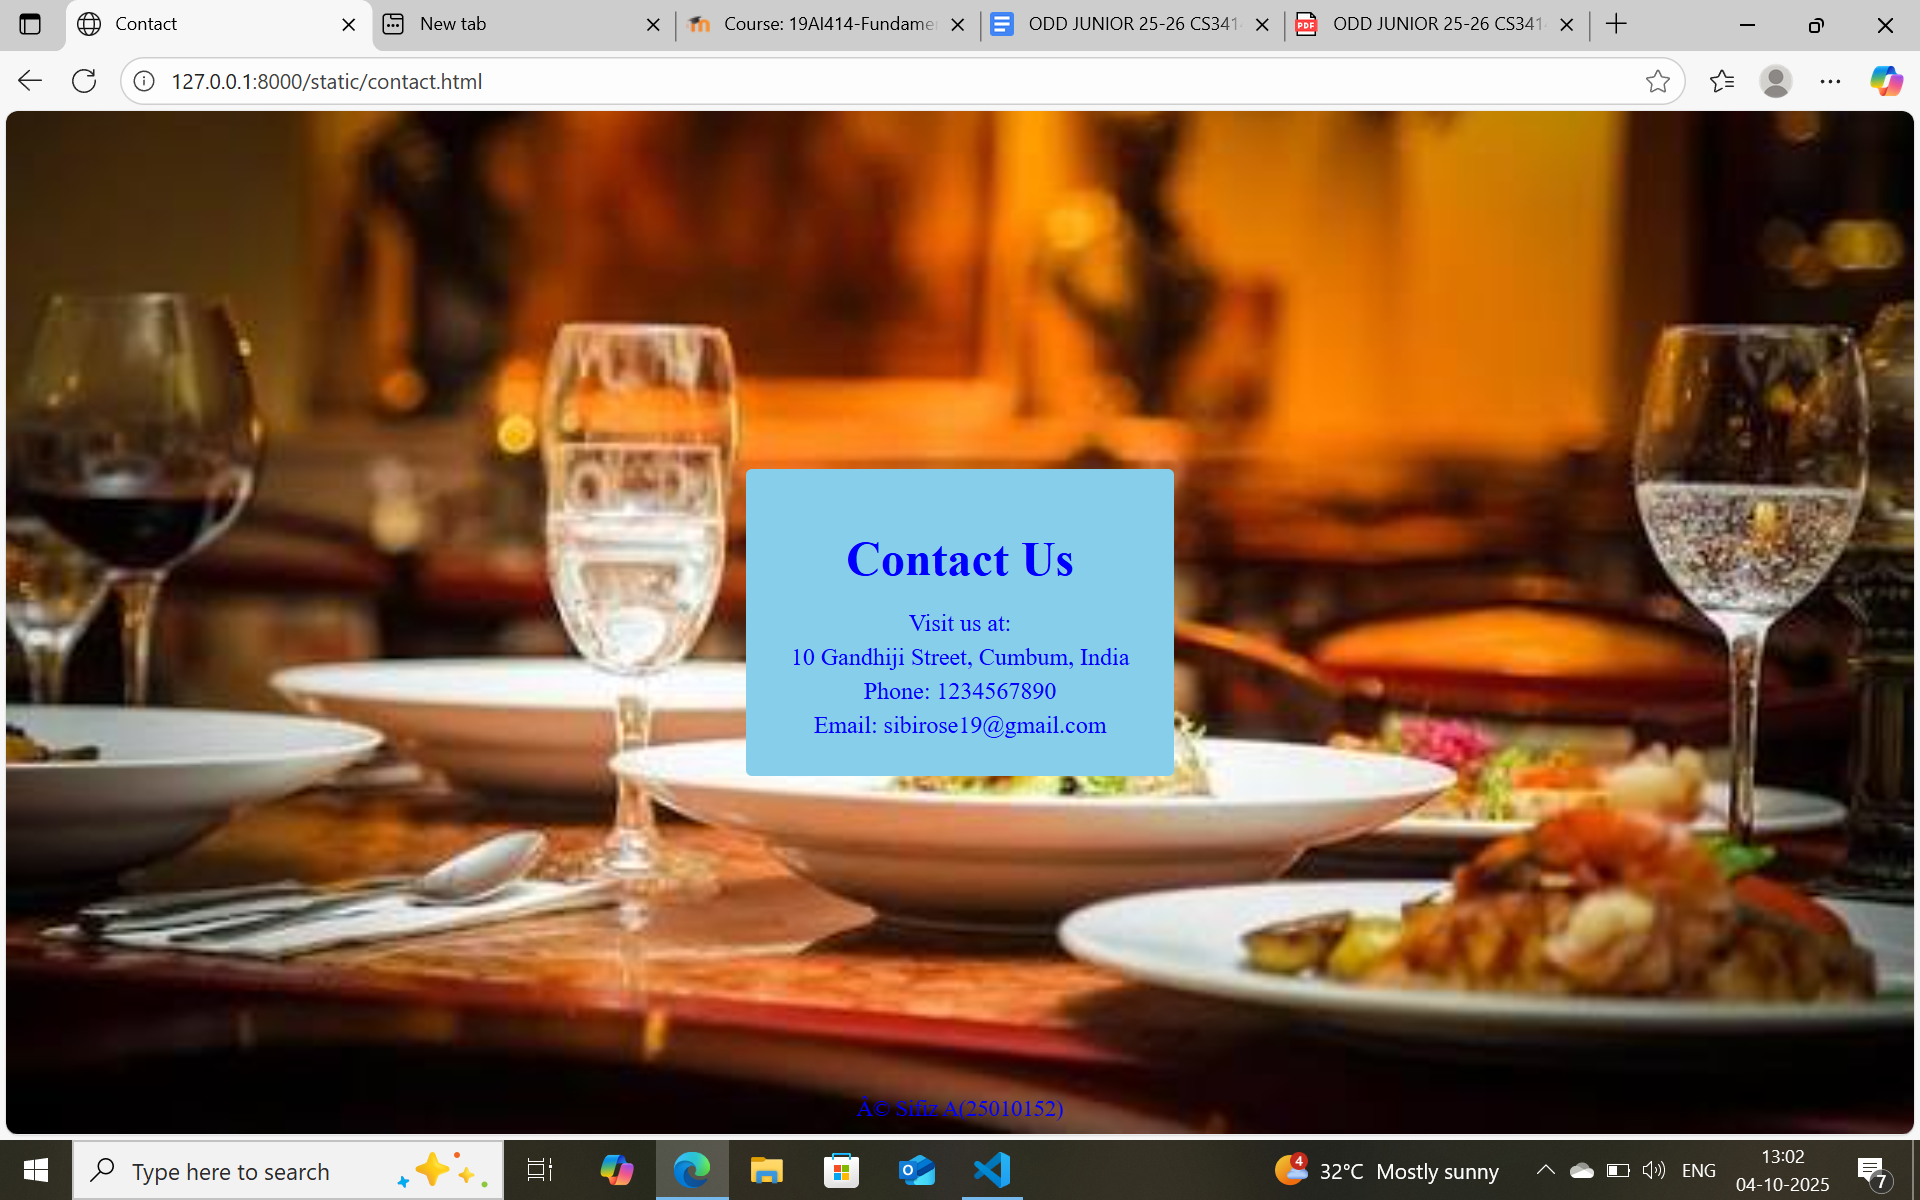 Contact
New tab
Course: 19AI414-Fundame
ODD JUNIOR 25-26 CS341
ODD JUNIOR 25-26 CS341
127.0.0.1:8000/static/contact.html
Contact Us
Visit us at:
10 Gandhiji Street, Cumbum, India
Phone: 1234567890
Email: sibirose19@gmail.com
Â© Sifiz A(25010152)
Type here to search
4
32°C Mostly sunny
ENG
13:02
04-10-2025
7
PDF